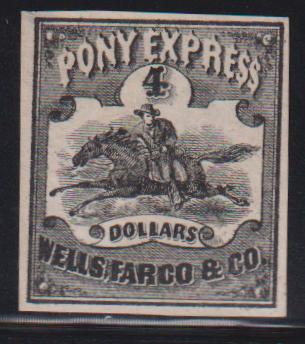 PONY EXPRESS
4
DOLLARS
WELLS, FARGO & CO.